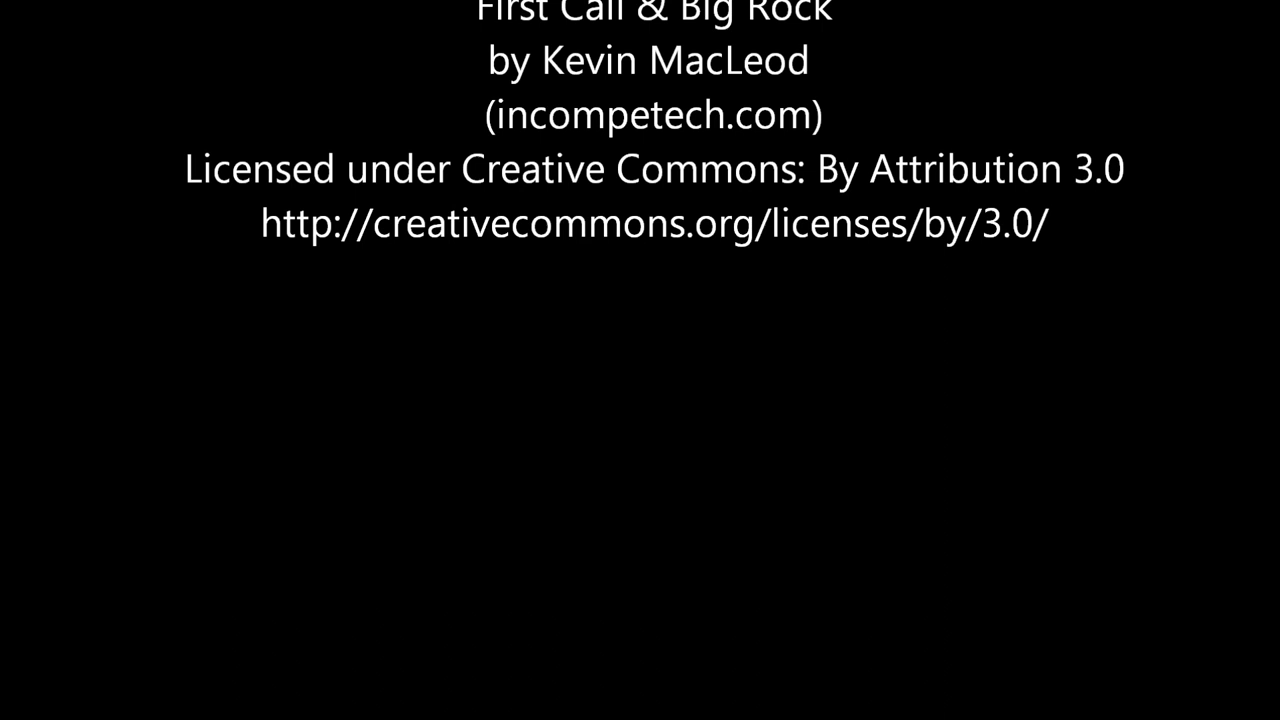 First Call & Big Rock
by Kevin MacLeod
(incompetech.com)
Licensed under Creative Commons: By Attribution 3.0
http://creativecommons.org/licenses/by/3.0/